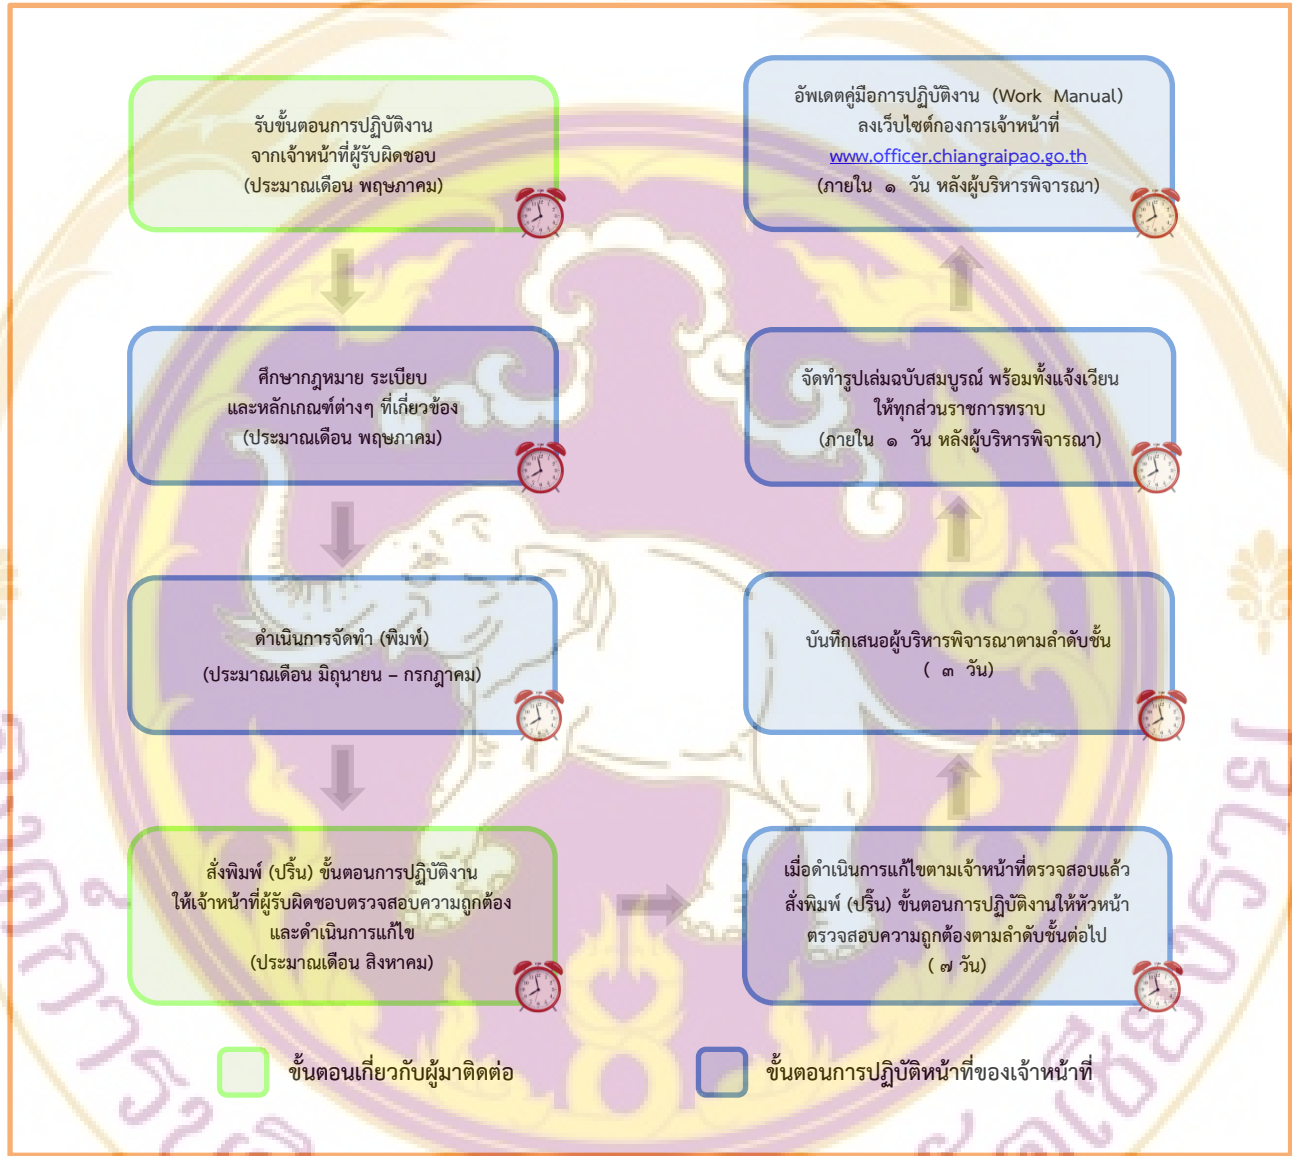 รับขั้นตอนการปฏิบัติงาน
จากเจ้าหน้าที่ผู้รับผิดชอบ
(ประมาณเดือน พฤษภาคม)
ศึกษากฎหมาย ระเบียบ
และหลักเกณฑ์ต่างๆ ที่เกี่ยวข้อง
(ประมาณเดือน พฤษภาคม)
ดำเนินการจัดทำ (พิมพ์)
(ประมาณเดือน มิถุนายน – กรกฎาคม)
สั่งพิมพ์ (ปริ้น) ขั้นตอนการปฏิบัติงาน
ให้เจ้าหน้าที่ผู้รับผิดชอบตรวจสอบความถูกต้อง
และดำเนินการแก้ไข
(ประมาณเดือน สิงหาคม)
เมื่อดำเนินการแก้ไขตามเจ้าหน้าที่ตรวจสอบแล้ว
สั่งพิมพ์ (ปริ๊น) ขั้นตอนการปฏิบัติงานให้หัวหน้า
ตรวจสอบความถูกต้องตามลำดับชั้นต่อไป
( ๗ วัน)
บันทึกเสนอผู้บริหารพิจารณาตามลำดับชั้น
( ๓ วัน)
จัดทำรูปเล่มฉบับสมบูรณ์ พร้อมทั้งแจ้งเวียน
ให้ทุกส่วนราชการทราบ
(ภายใน ๑ วัน หลังผู้บริหารพิจารณา)
อัพเดตคู่มือการปฏิบัติงาน (Work Manual)
ลงเว็บไซต์กองการเจ้าหน้าที่
www.officer.chiangraipao.go.th
(ภายใน ๑ วัน หลังผู้บริหารพิจารณา)
ขั้นตอนเกี่ยวกับผู้มาติดต่อ
ขั้นตอนการปฏิบัติหน้าที่ของเจ้าหน้าที่